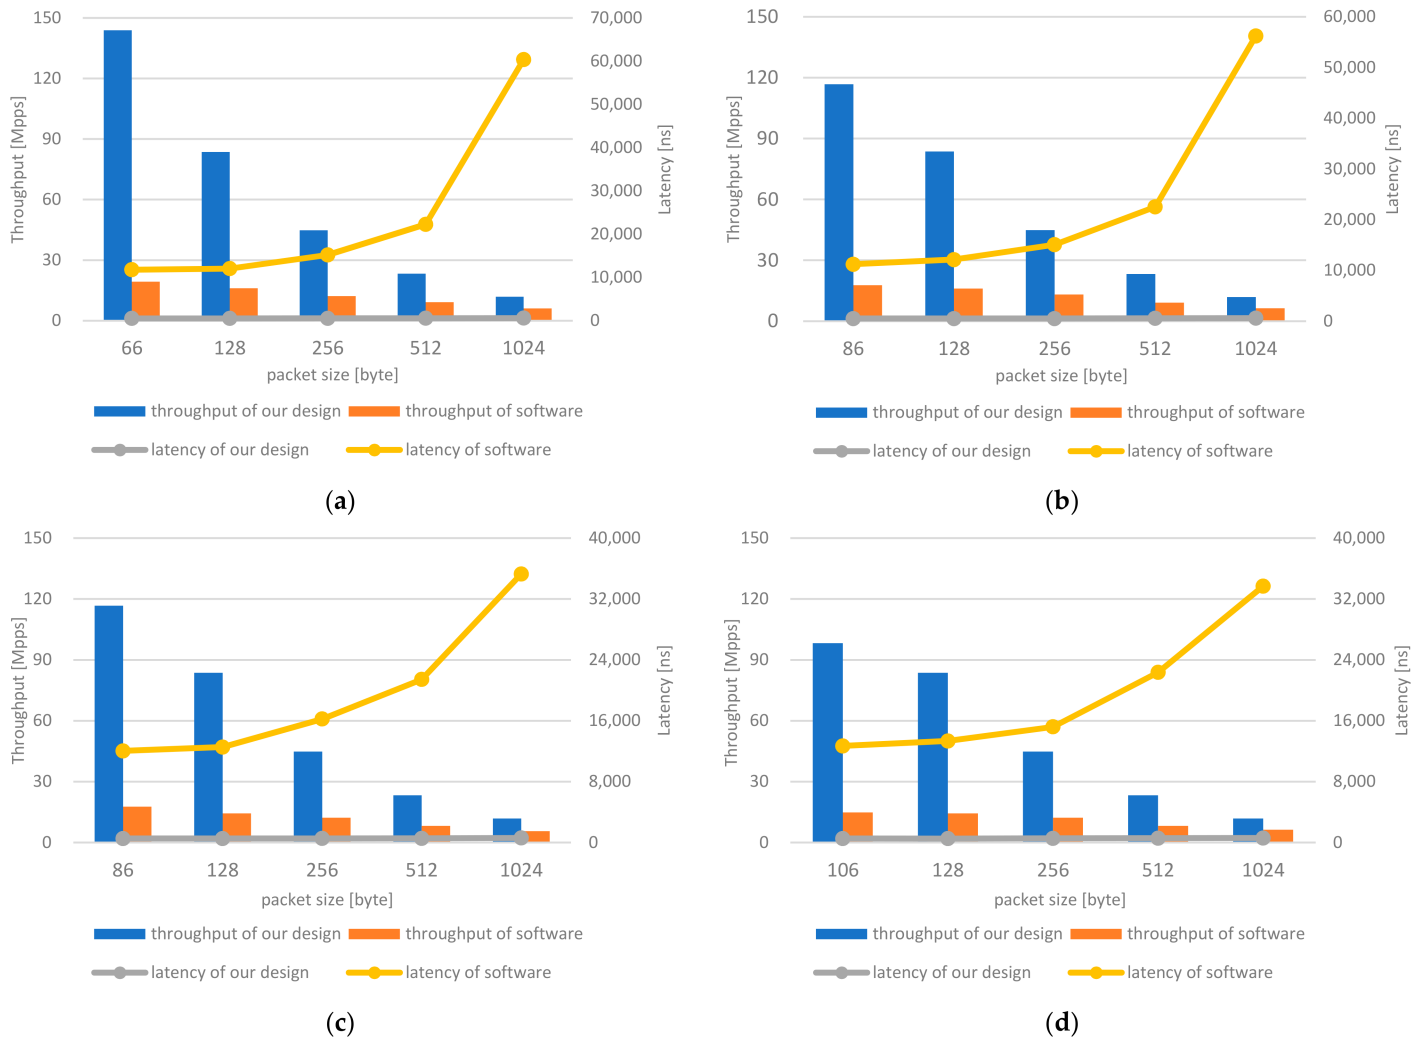 150
120
90
60
30
0
Throughput [Mpps]
70,000
60,000
50,000
40,000
30,000
20,000
10,000
0
Latency [ns]
66 128 256 512 1024
packet size [byte]
throughput of our design throughput of software
latency of our design latency of software
(a)
150
120
90
60
30
0
Throughput [Mpps]
60,000
50,000
40,000
30,000
20,000
10,000
0
Latency [ns]
86 128 256 512 1024
packet size [byte]
throughput of our design throughput of software
latency of our design latency of software
(b)
150
120
90
60
30
0
Throughput [Mpps]
40,000
32,000
24,000
16,000
8,000
0
Latency [ns]
86 128 256 512 1024
packet size [byte]
throughput of our design throughput of software
latency of our design latency of software
(c)
150
120
90
60
30
0
Throughput [Mpps]
40,000
32,000
24,000
16,000
8,000
0
Latency [ns]
106 128 256 512 1024
packet size [byte]
throughput of our design throughput of software
latency of our design latency of software
(d)